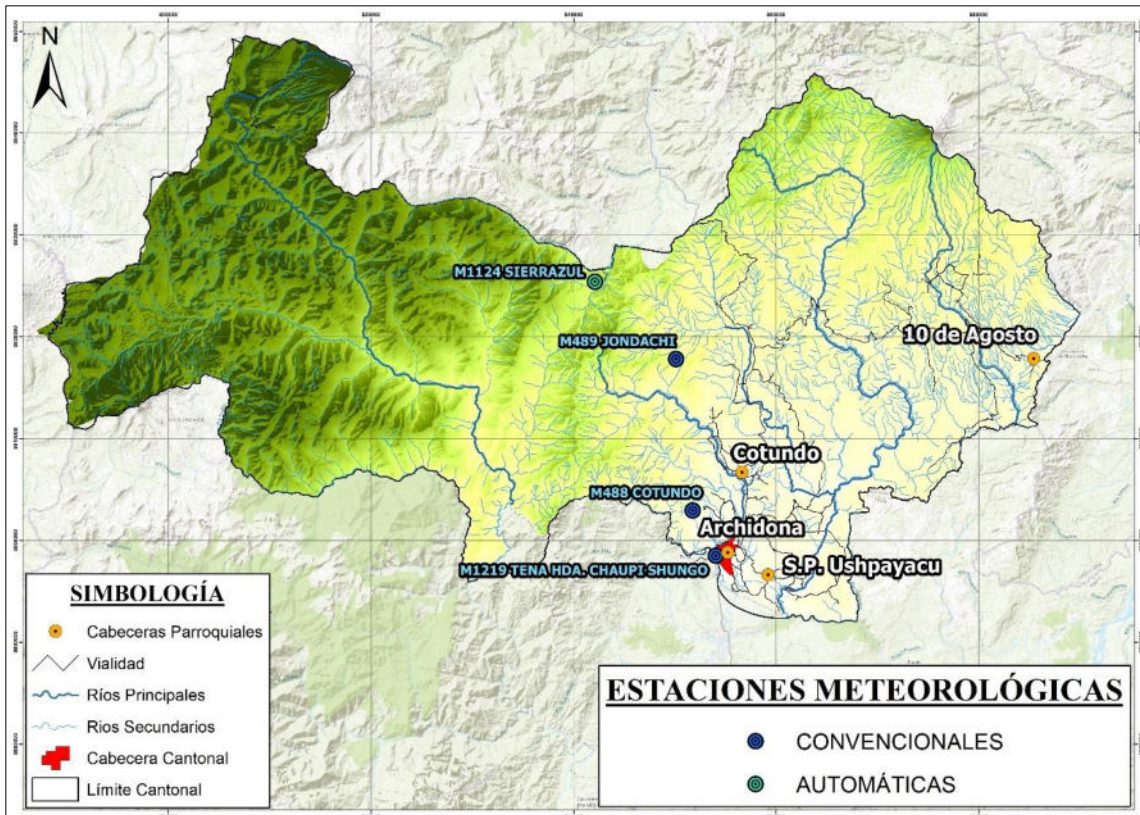 N
M1124 SIERRAZUL
M489 JONDACHI
10 de Agosto
Cotundo
M488 COTUNDO
Archidona
M1219 TENA HDA. CHAUPI SHUNGO
S.P. Ushpayacu
SIMBOLOGÍA
Cabeceras Parroquiales
Vialidad
Ríos Principales
Rios Secundarios
Cabecera Cantonal
Límite Cantonal
ESTACIONES METEOROLÓGICAS
CONVENCIONALES
AUTOMÁTICAS